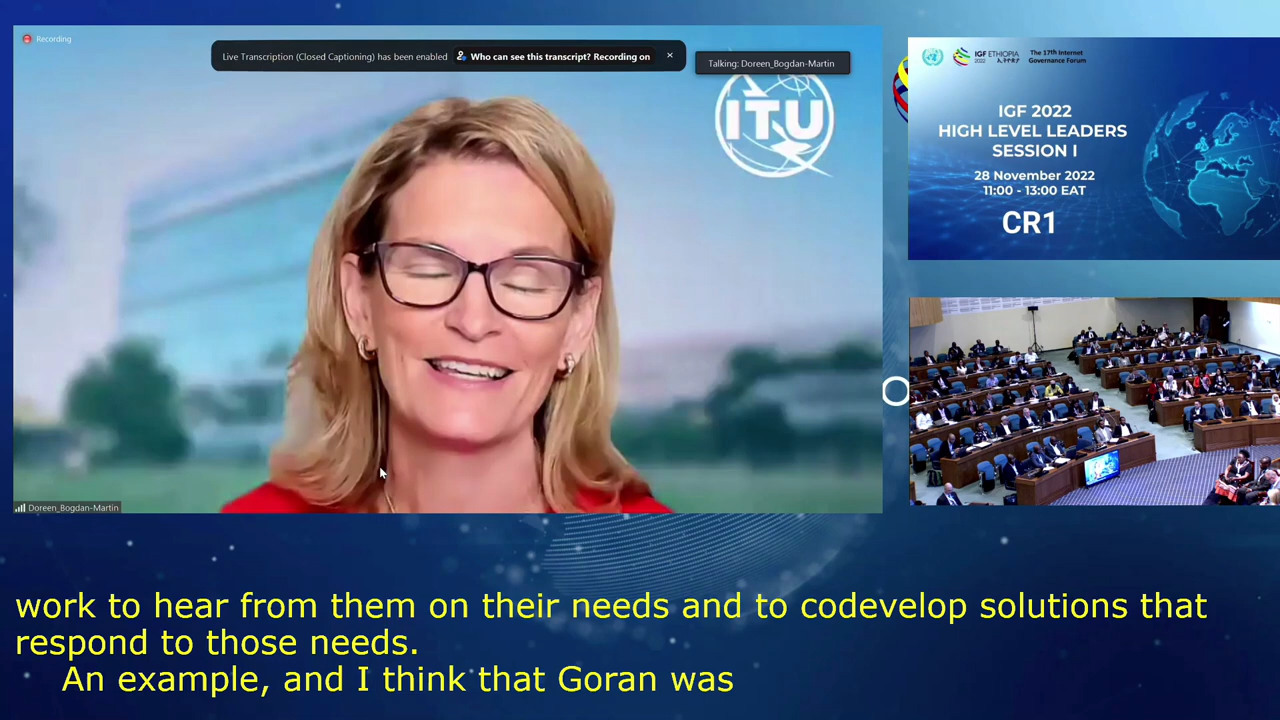 Recording
Live Transcription (Closed Captioning) has been enabled Who can see this transcript? Recording on
Talking: Doreen_Bogdan-Martin
ITU
IGF ETHIOPIA
2022 ኢትዮጵያ
The 17th Internet
Governance Forum
IGF 2022
HIGH LEVEL LEADERS
SESSION I
28 November 2022
11:00 - 13:00 EAT
CR1
Doreen_Bogdan-Martin
work to hear from them on their needs and to codevelop solutions that
respond to those needs.
An example, and I think that Goran was